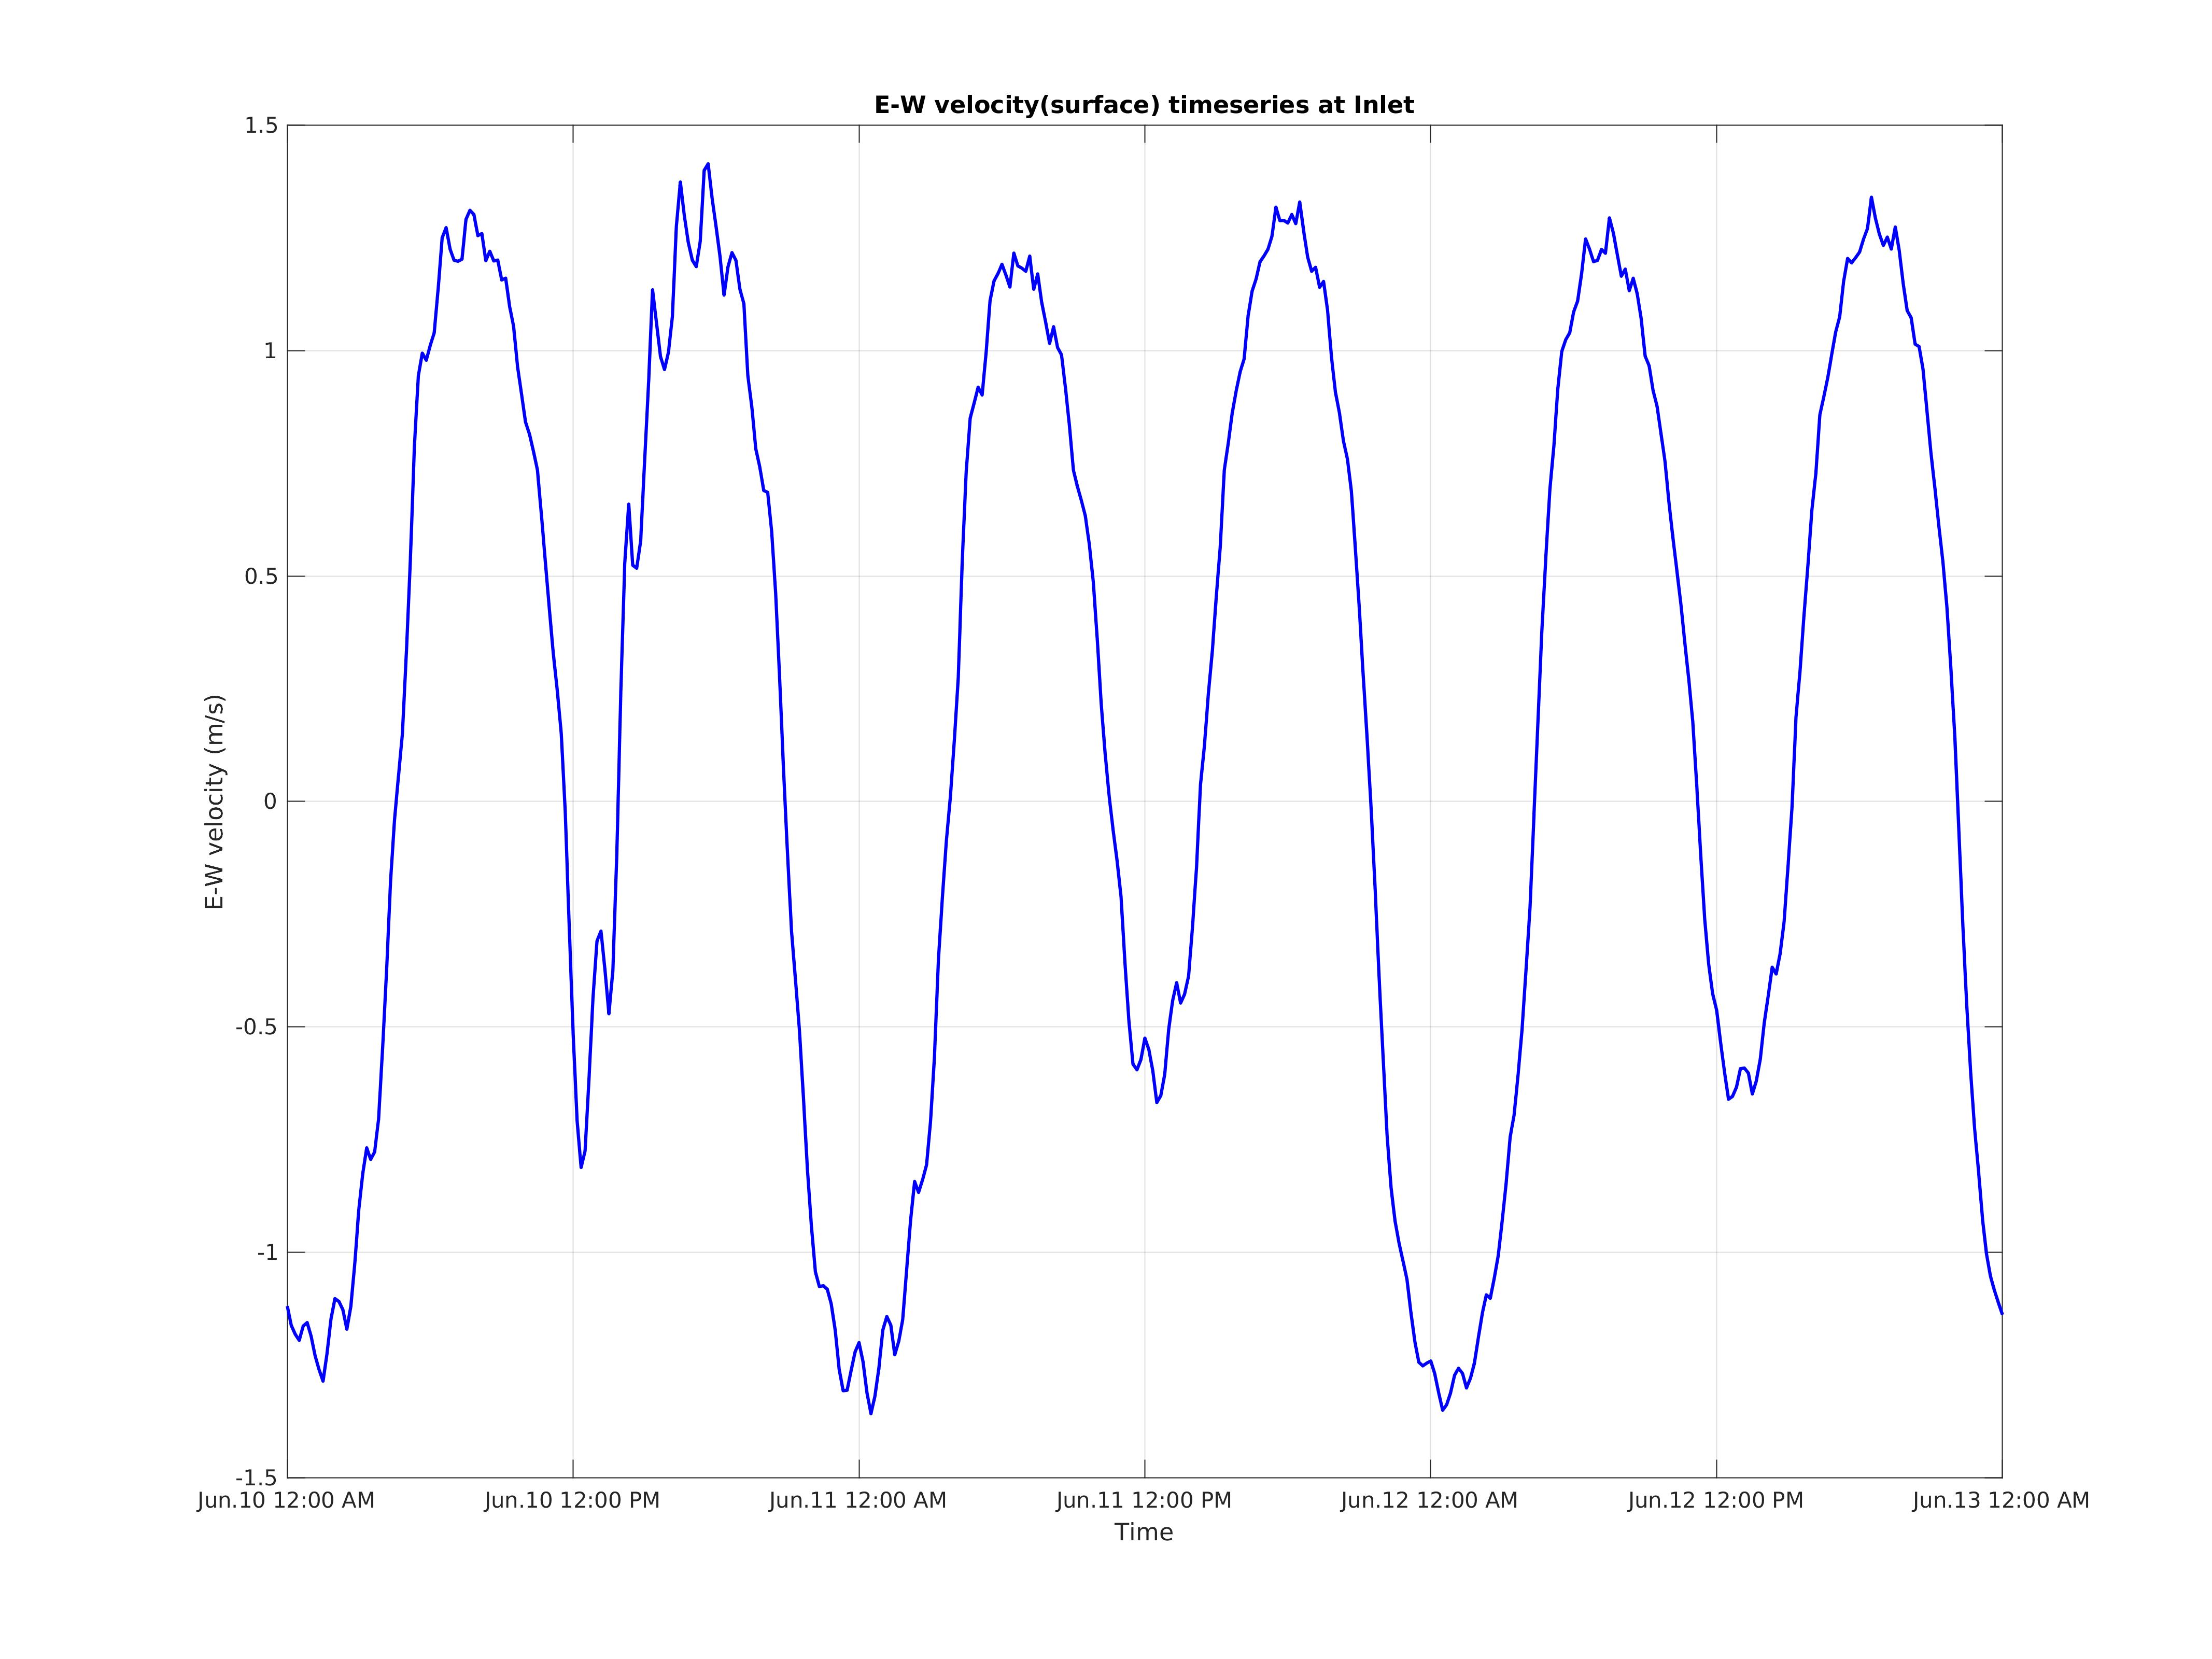 E-W velocity(surface) timeseries at Inlet
1.5
1
0.5
0
-0.5
-1
-1.5
E-W velocity (m/s)
Jun.10 12:00 AM
Jun.10 12:00 PM
Jun.11 12:00 AM
Jun.11 12:00 PM
Jun.12 12:00 AM
Jun.12 12:00 PM
Jun.13 12:00 AM
Time